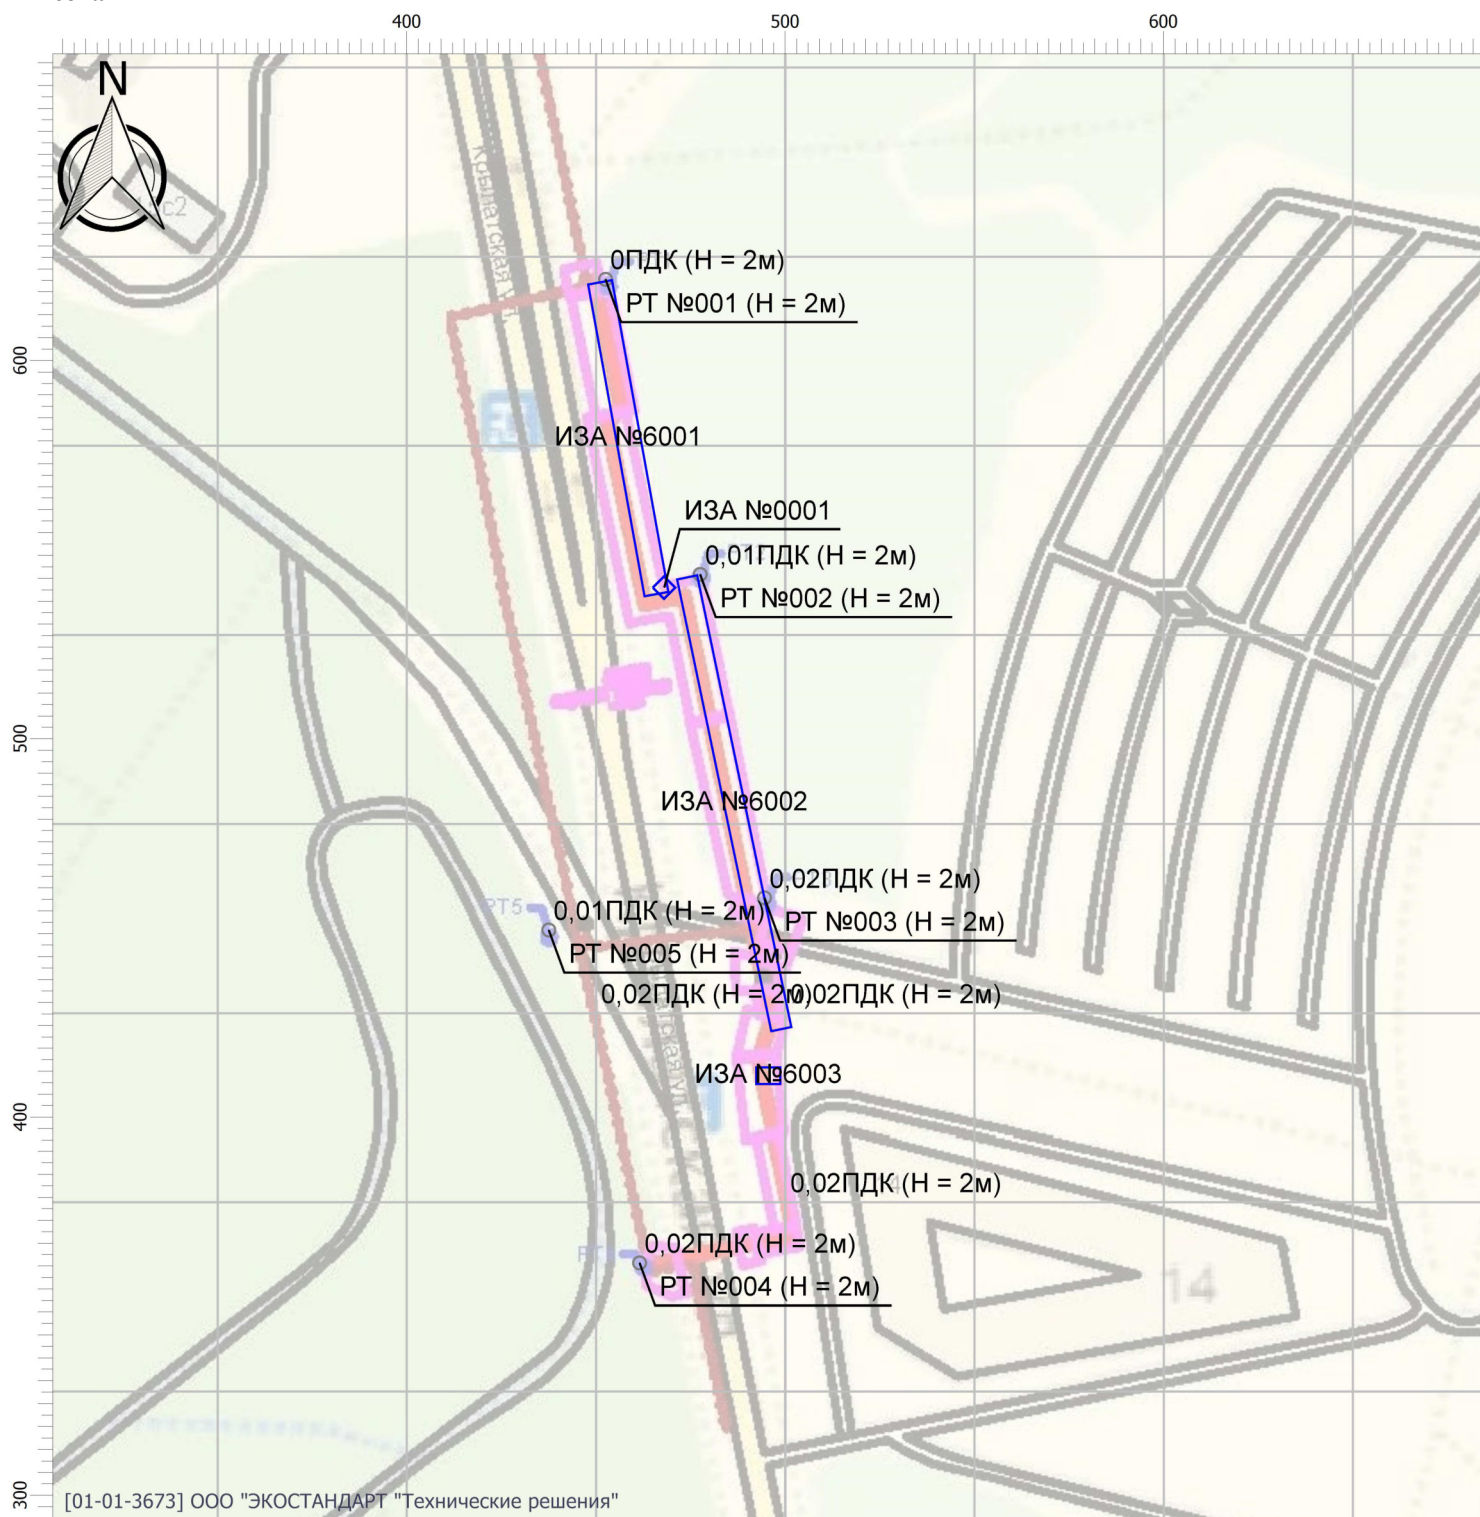 400
500
600
N
с2
Крылатская ул.
0ПДК (H = 2м)
РТ №001 (H = 2м)
600
ИЗА №6001
ИЗА №0001
0,01ПДК (H = 2м)
РТ №002 (H = 2м)
500
ИЗА №6002
0,02ПДК (H = 2м)
РТ №003 (H = 2м)
РТ5
0,01ПДК (H = 2м)
РТ №005 (H = 2м)
0,02ПДК (H = 2м)
0,02ПДК (H = 2м)
ИЗА №6003
400
0,02ПДК (H = 2м)
0,02ПДК (H = 2м)
РТ №004 (H = 2м)
14
300
[01-01-3673] ООО "ЭКОСТАНДАРТ "Технические решения"